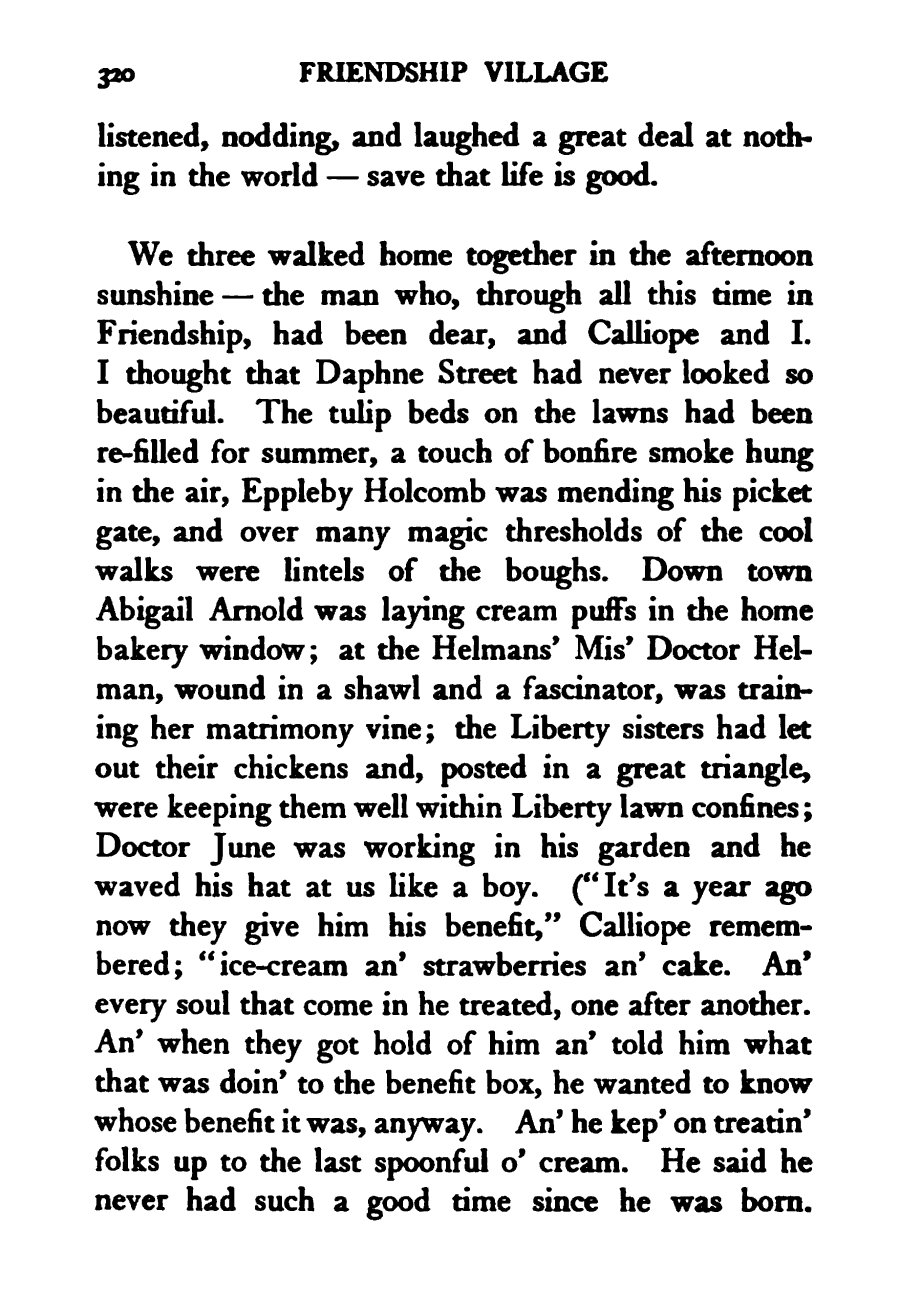 320 FRIENDSHIP VILLAGE
listened, nodding, and laughed a great deal at noth-
ing in the world — save that life is good.
We three walked home together in the afternoon
sunshine — the man who, through all this time in
Friendship, had been dear, and Calliope and I.
I thought that Daphne Street had never looked so
beautiful. The tulip beds on the lawns had been
re-filled for summer, a touch of bonfire smoke hung
in the air, Eppleby Holcomb was mending his picket
gate, and over many magic thresholds of the cool
walks were lintels of the boughs. Down town
Abigail Arnold was laying cream puffs in the home
bakery window; at the Helmans' Mis' Doctor Hel-
man, wound in a shawl and a fascinator, was train-
ing her matrimony vine; the Liberty sisters had let
out their chickens and, posted in a great triangle,
were keeping them well within Liberty lawn confines;
Doctor June was working in his garden and he
waved his hat at us like a boy. ("It's a year ago
now they give him his benefit," Calliope remem-
bered; "ice-cream an' strawberries an' cake. An'
every soul that come in he treated, one after another.
An' when they got hold of him an' told him what
that was doin' to the benefit box, he wanted to know
whose benefit it was, anyway. An' he kep' on treatin'
folks up to the last spoonful o' cream. He said he
never had such a good time since he was born.